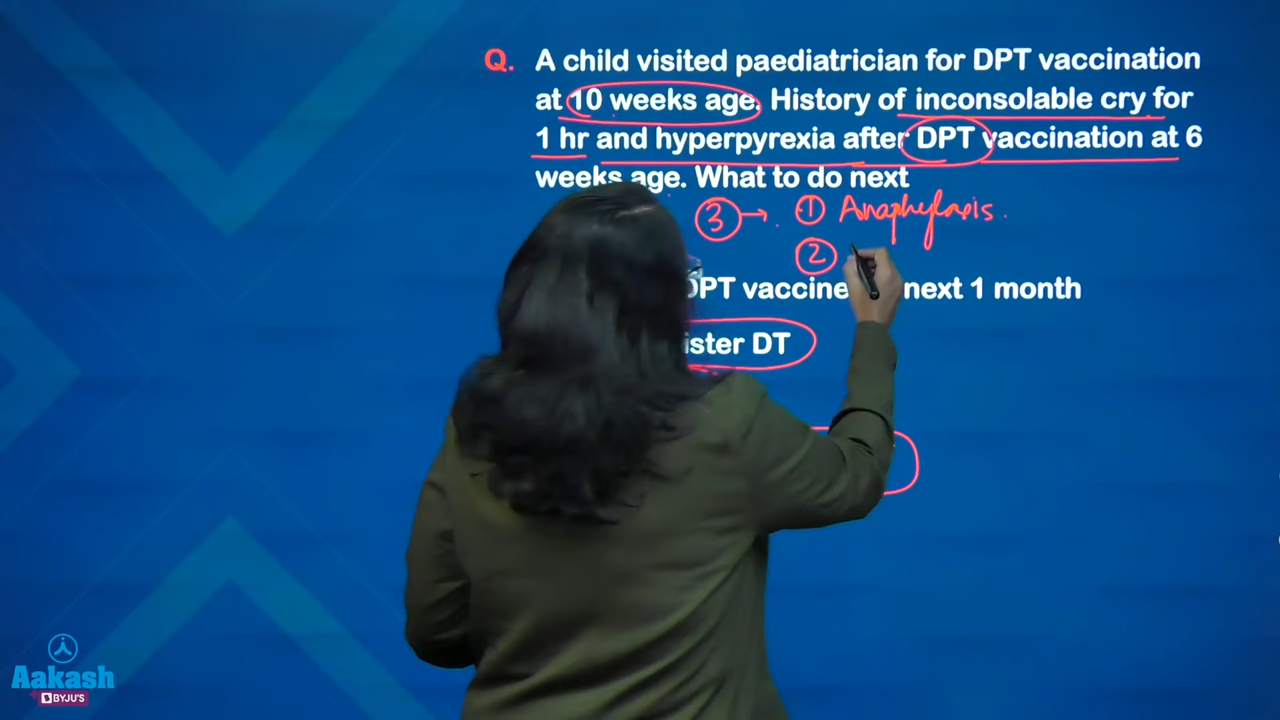 Q. A child visited paediatrician for DPT vaccination
at 10 weeks age. History of inconsolable cry for
1 hr and hyperpyrexia after DPT vaccination at 6
weeks age. What to do next
3 → 1 Anaphylaxis.
2
DPT vaccine next 1 month
DT
Aakash
BYJU'S